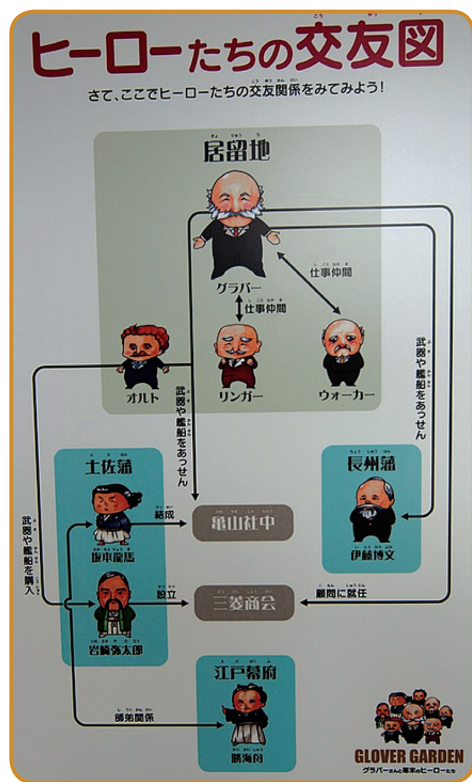 ヒーローたちの交友図
さて、ここでヒーローたちの交友関係をみてみよう!
居留地
グラバー
仕事仲間
仕事仲間
オルト
リンガー
ウォーカー
武器や艦船をあっせん
武器や艦船をあっせん
武器や艦船を購入
土佐藩
坂本龍馬
結成
亀山社中
長州藩
伊藤博文
岩崎弥太郎
設立
三菱商会
顧問に就任
江戸幕府
師弟関係
勝海舟
GLOVER GARDEN
グラバーさんと幕末のヒーローたち